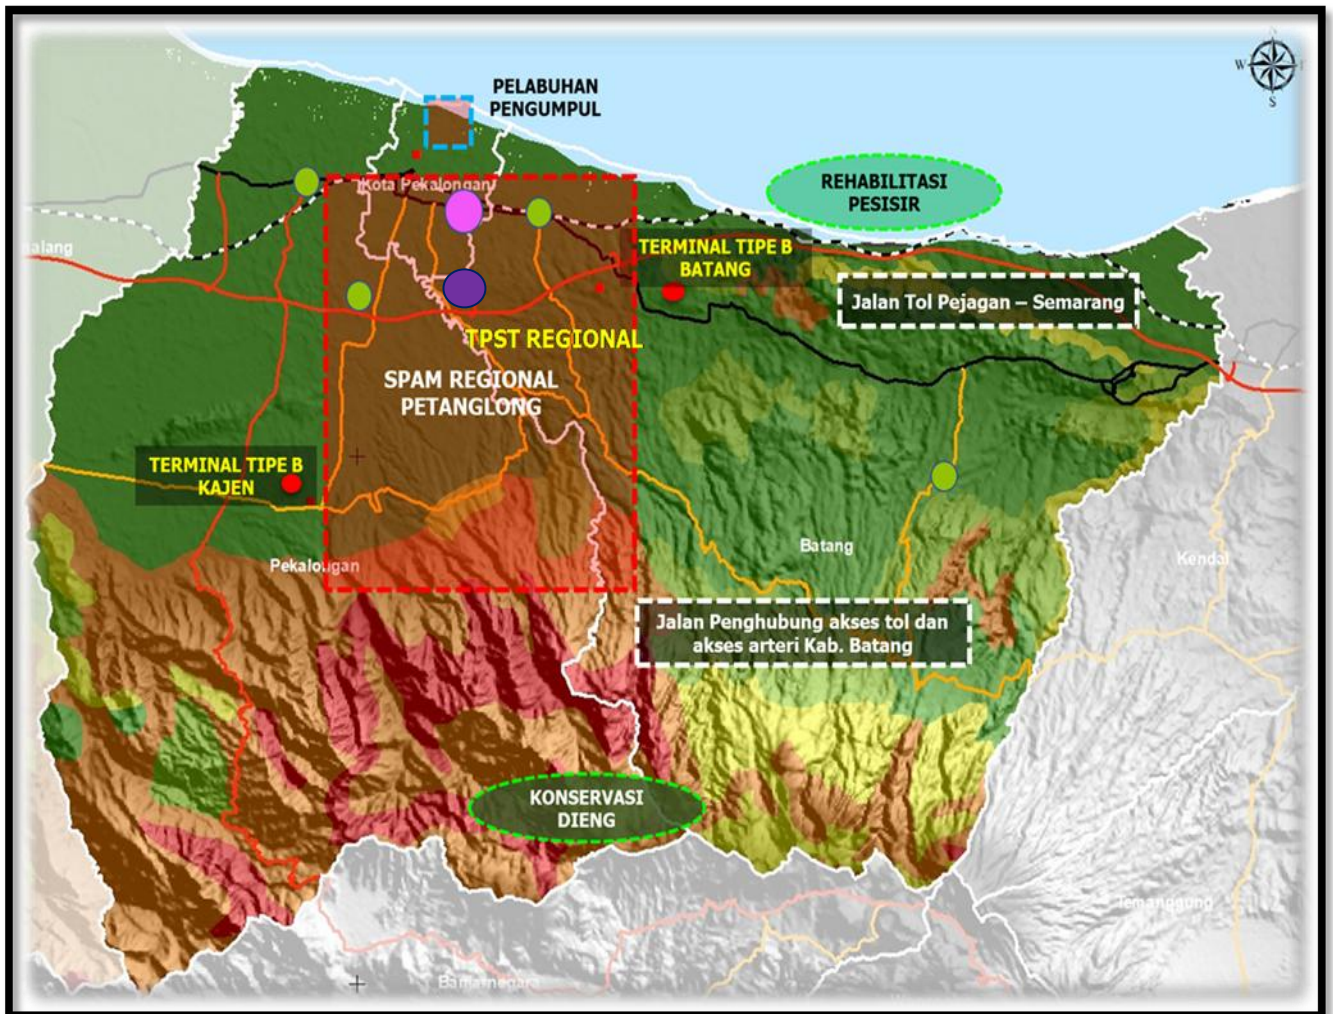 N
W
S
PELABUHAN
PENGUMPUL
REHABILITASI
PESISIR
Kota Pekalongan
alang
TERMINAL TIPE B
BATANG
Jalan Tol Pejagan – Semarang
TPST REGIONAL
SPAM REGIONAL
PETANGLONG
TERMINAL TIPE B
KAJEN
Batang
Kendal
Pekalongan
Jalan Penghubung akses tol dan
akses arteri Kab. Batang
KONSERVASI
DIENG
Temanggung
Banjarnegara